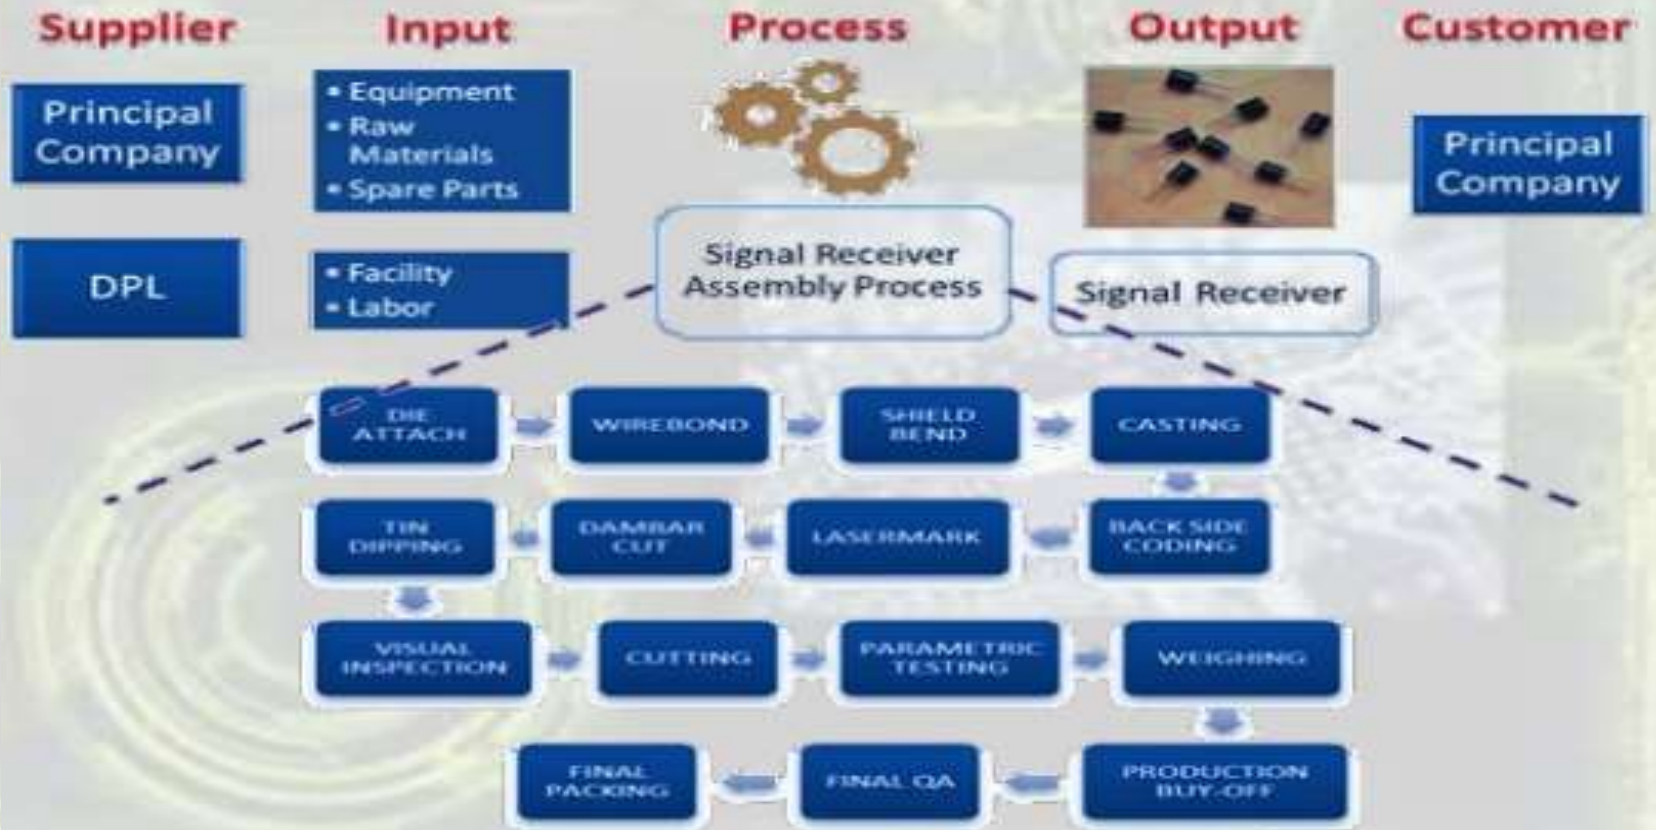 Supplier
Input
Process
Output
Customer
Principal
Company
• Equipment
• Raw
Materials
• Spare Parts
Principal
Company
DPL
• Facility
• Labor
Signal Receiver
Assembly Process
Signal Receiver
DIE
ATTACH
WIREBOND
SHIELD
BEND
CASTING
TIN
DIPPING
DAMBAR
CUT
LASERMARK
BACK SIDE
CODING
VISUAL
INSPECTION
CUTTING
PARAMETRIC
TESTING
WEIGHING
FINAL
PACKING
FINAL QA
PRODUCTION
BUY-OFF